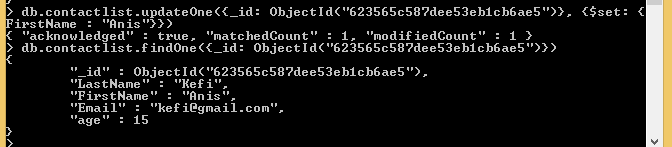 > db.contactlist.updateOne({_id: ObjectId("623565c587dee53eb1cb6ae5")}, {$set: {
FirstName : "Anis"}})
{ "acknowledged" : true, "matchedCount" : 1, "modifiedCount" : 1 }
> db.contactlist.findOne({_id: ObjectId("623565c587dee53eb1cb6ae5")})
{
        "_id" : ObjectId("623565c587dee53eb1cb6ae5"),
        "LastName" : "Kefi",
        "FirstName" : "Anis",
        "Email" : "kefi@gmail.com",
        "age" : 15
}
>